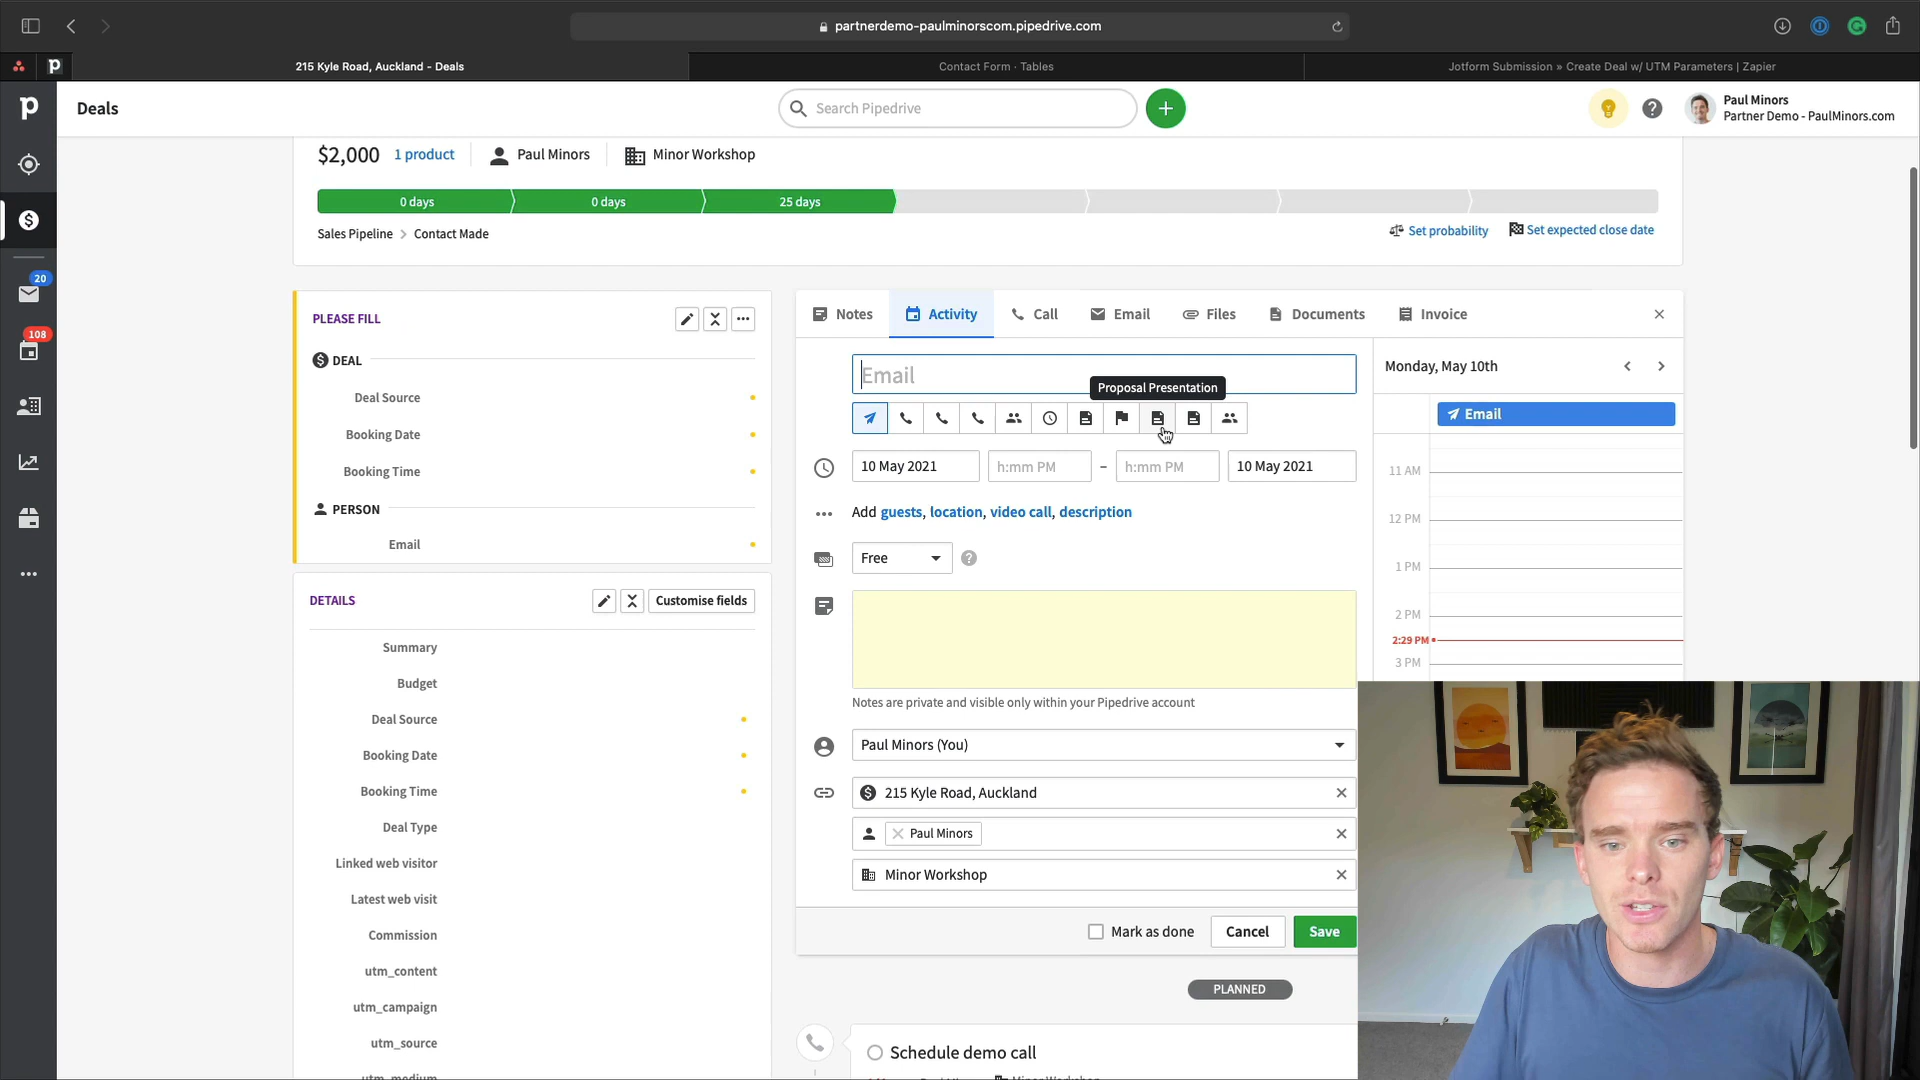 partnerdemo-paulminorscom.pipedrive.com
215 Kyle Road, Auckland - Deals
Contact Form · Tables
Jotform Submission » Create Deal w/ UTM Parameters | Zapier
Deals
Search Pipedrive
Paul Minors
Partner Demo - PaulMinors.com
$2,000 1 product Paul Minors Minor Workshop
0 days 0 days 25 days
Sales Pipeline > Contact Made
Set probability Set expected close date
20
108
PLEASE FILL
DEAL
Deal Source
Booking Date
Booking Time
PERSON
Email
DETAILS
Customise fields
Summary
Budget
Deal Source
Booking Date
Booking Time
Deal Type
Linked web visitor
Latest web visit
Commission
utm_content
utm_campaign
utm_source
utm_medium
Notes Activity Call Email Files Documents Invoice
Email
Proposal Presentation
10 May 2021 h:mm PM – h:mm PM 10 May 2021
Add guests, location, video call, description
Free
Notes are private and visible only within your Pipedrive account
Paul Minors (You)
215 Kyle Road, Auckland
Paul Minors
Minor Workshop
Mark as done Cancel Save
Monday, May 10th
Email
11 AM
12 PM
1 PM
2 PM
2:29 PM
3 PM
PLANNED
Schedule demo call